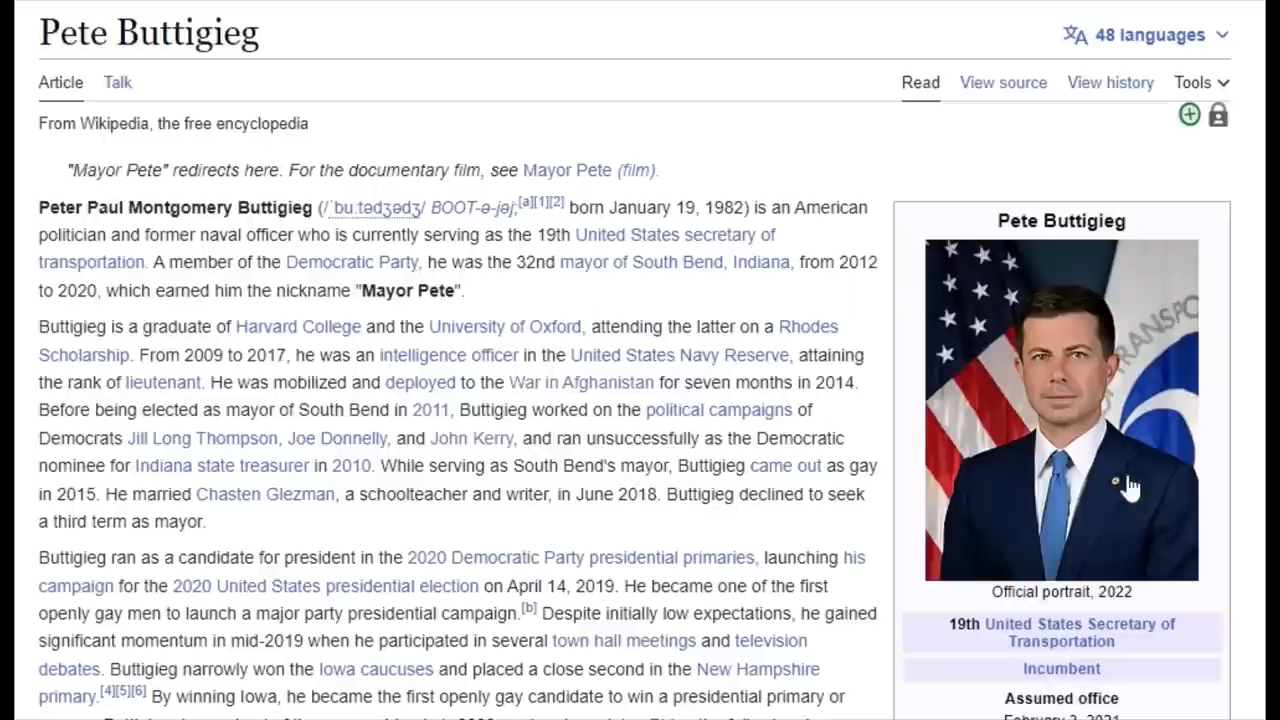 Pete Buttigieg
48 languages
Article Talk
Read View source View history Tools
From Wikipedia, the free encyclopedia
"Mayor Pete" redirects here. For the documentary film, see Mayor Pete (film).
Peter Paul Montgomery Buttigieg (/ˈbuːtədʒədʒ/ BOOT-ə-jəj;[a][1][2] born January 19, 1982) is an American
politician and former naval officer who is currently serving as the 19th United States secretary of
transportation. A member of the Democratic Party, he was the 32nd mayor of South Bend, Indiana, from 2012
to 2020, which earned him the nickname "Mayor Pete".
Buttigieg is a graduate of Harvard College and the University of Oxford, attending the latter on a Rhodes
Scholarship. From 2009 to 2017, he was an intelligence officer in the United States Navy Reserve, attaining
the rank of lieutenant. He was mobilized and deployed to the War in Afghanistan for seven months in 2014.
Before being elected as mayor of South Bend in 2011, Buttigieg worked on the political campaigns of
Democrats Jill Long Thompson, Joe Donnelly, and John Kerry, and ran unsuccessfully as the Democratic
nominee for Indiana state treasurer in 2010. While serving as South Bend's mayor, Buttigieg came out as gay
in 2015. He married Chasten Glezman, a schoolteacher and writer, in June 2018. Buttigieg declined to seek
a third term as mayor.
Buttigieg ran as a candidate for president in the 2020 Democratic Party presidential primaries, launching his
campaign for the 2020 United States presidential election on April 14, 2019. He became one of the first
openly gay men to launch a major party presidential campaign.[b] Despite initially low expectations, he gained
significant momentum in mid-2019 when he participated in several town hall meetings and television
debates. Buttigieg narrowly won the Iowa caucuses and placed a close second in the New Hampshire
primary.[4][5][6] By winning Iowa, he became the first openly gay candidate to win a presidential primary or
Pete Buttigieg
TRANSPO
Official portrait, 2022
19th United States Secretary of
Transportation
Incumbent
Assumed office